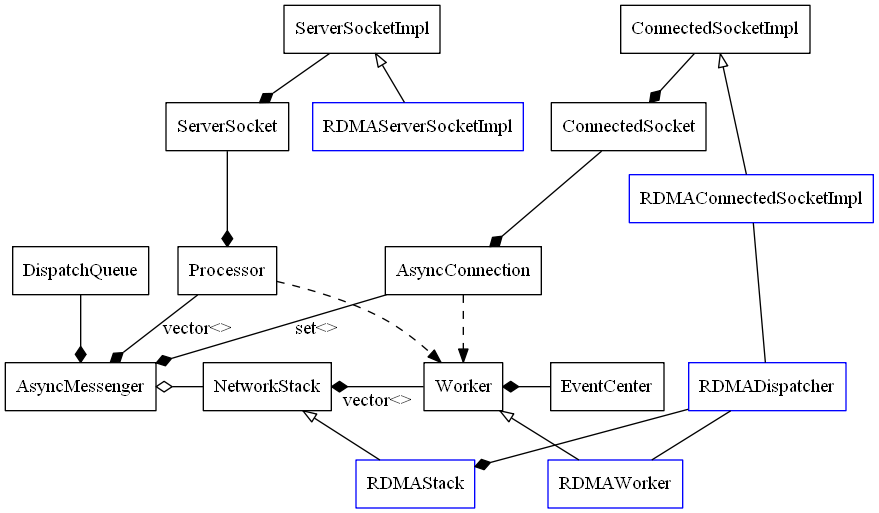 ServerSocketImpl
ConnectedSocketImpl
ServerSocket
RDMAServerSocketImpl
ConnectedSocket
RDMAConnectedSocketImpl
DispatchQueue
Processor
AsyncConnection
vector<>
set<>
AsyncMessenger
NetworkStack
vector<>
Worker
EventCenter
RDMADispatcher
RDMAStack
RDMAWorker